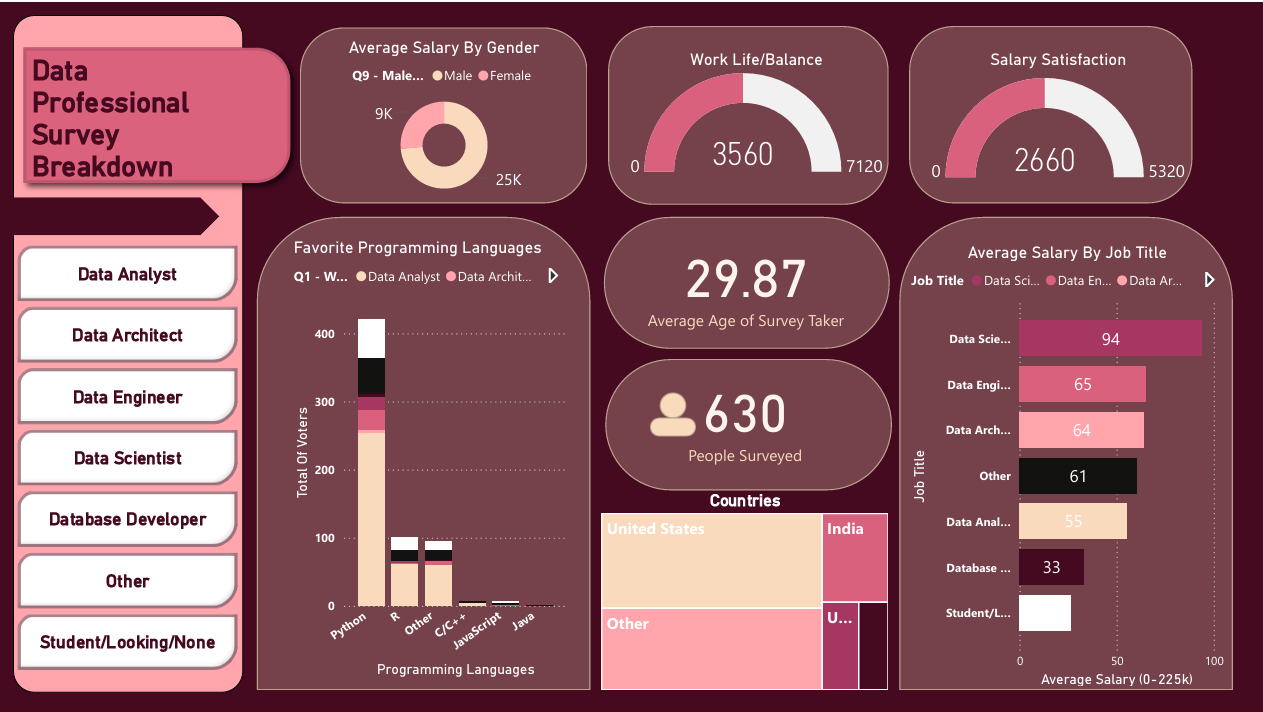 Data
Professional
Survey
Breakdown
Data Analyst
Data Architect
Data Engineer
Data Scientist
Database Developer
Other
Student/Looking/None
Average Salary By Gender
Q9 - Male... Male Female
9K
25K
Work Life/Balance
0 3560 7120
Salary Satisfaction
0 2660 5320
Favorite Programming Languages
Q1 - W... Data Analyst Data Archit...
Total Of Voters
400
300
200
100
0
Python R Other C/C++ JavaScript Java
Programming Languages
29.87
Average Age of Survey Taker
630
People Surveyed
Countries
United States
India
Other
U...
Average Salary By Job Title
Job Title Data Sci... Data En... Data Ar...
Job Title
Data Scie... 94
Data Engi... 65
Data Arch... 64
Other 61
Data Anal... 55
Database ... 33
Student/L...
0 50 100
Average Salary (0-225k)